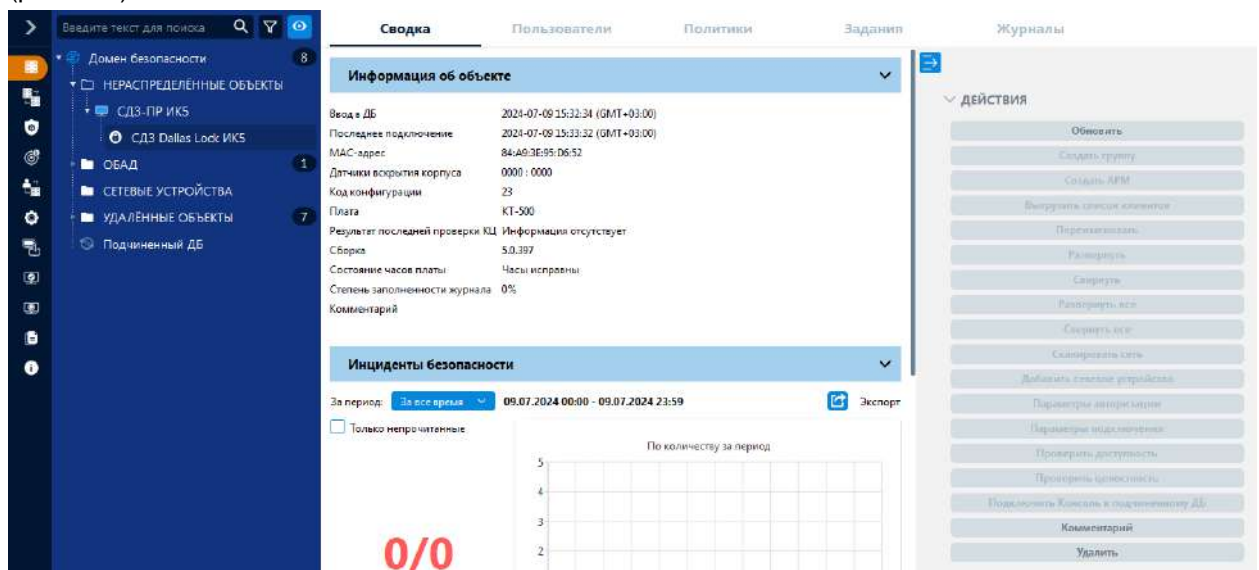 Введите текст для поиска
Сводка
Пользователи
Политики
Задания
Журналы
Домен безопасности 8
НЕРАСПРЕДЕЛЁННЫЕ ОБЪЕКТЫ
СДЗ-ПР ИК5
СДЗ Dallas Lock ИК5
ОБАД 1
СЕТЕВЫЕ УСТРОЙСТВА
УДАЛЁННЫЕ ОБЪЕКТЫ 7
Подчиненный ДБ
Информация об объекте
Ввод в ДБ 2024-07-09 15:32:34 (GMT+03:00)
Последнее подключение 2024-07-09 15:33:32 (GMT+03:00)
MAC-адрес 84:A9:3E:95:D6:52
Датчики вскрытия корпуса 0000 : 0000
Код конфигурации 23
Плата КТ-500
Результат последней проверки КЦ Информация отсутствует
Сборка 5.0.397
Состояние часов платы Часы исправны
Степень заполненности журнала 0%
Комментарий
Инциденты безопасности
За период: За все время 09.07.2024 00:00 - 09.07.2024 23:59 Экспорт
Только непрочитанные
По количеству за период
5
4
3
2
0/0
ДЕЙСТВИЯ
Обновить
Создать группу
Создать АРМ
Выгрузить список клиентов
Переименовать
Развернуть
Свернуть
Развернуть все
Свернуть все
Сканировать сеть
Добавить сетевое устройство
Параметры авторизации
Параметры подключения
Проверить доступность
Проверить целостность
Подключить Консоль к подчиненному ДБ
Комментарий
Удалить